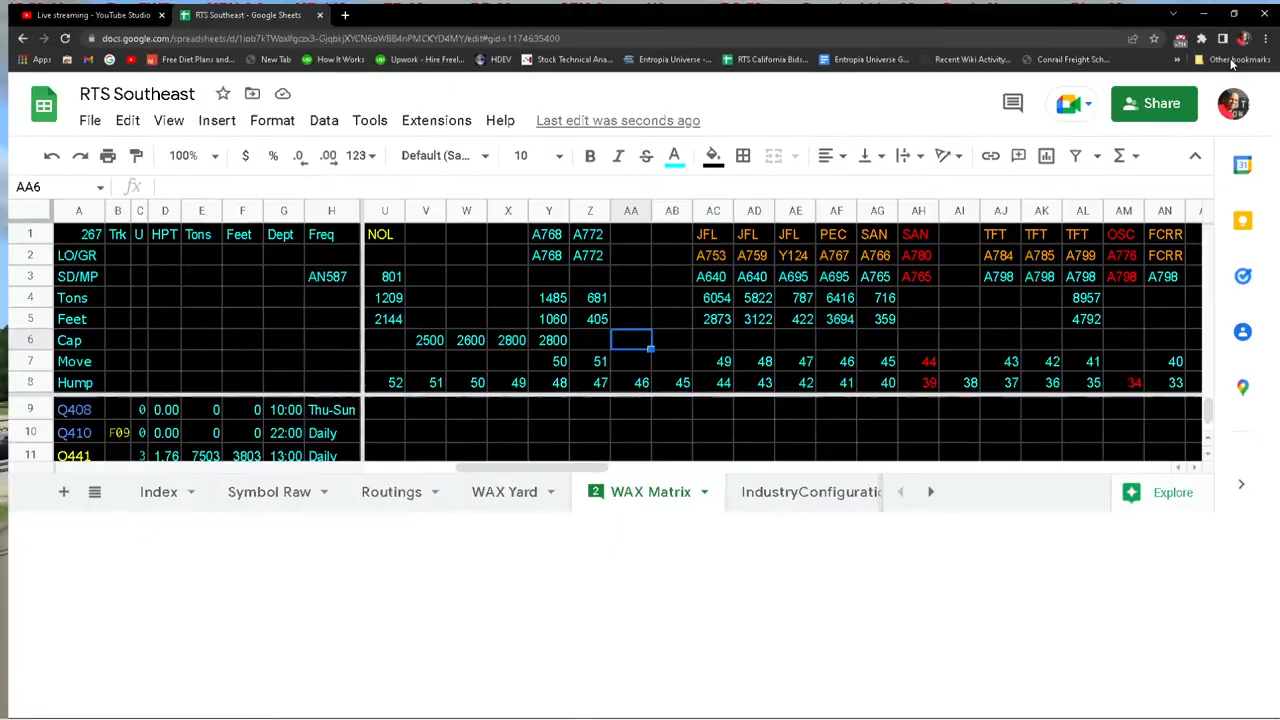 Live streaming - YouTube Studio
RTS Southeast - Google Sheets
Apps
Free Diet Plans and...
New Tab
How It Works
Upwork - Hire Freel...
HDEV
Stock Technical Ana...
Entropia Universe -...
RTS California Bids...
Entropia Universe G...
Recent Wiki Activity...
Conrail Freight Sch...
»
Other bookmarks
RTS Southeast
File Edit View Insert Format Data Tools Extensions Help Last edit was seconds ago
Share
100% $ % .0 .00 123 Default (Sa... 10 B I S A
AA6 fx
A B C D E F G H U V W X Y Z AA AB AC AD AE AF AG AH AI AJ AK AL AM AN
1 267 Trk U HPT Tons Feet Dept Freq NOL A768 A772 JFL JFL JFL PEC SAN SAN TFT TFT TFT OSC FCRR
2 LO/GR A768 A772 A753 A759 Y124 A767 A766 A780 A784 A785 A799 A776 FCRR
3 SD/MP AN587 801 A640 A640 A695 A695 A765 A765 A798 A798 A798 A798 A798
4 Tons 1209 1485 681 6054 5822 787 6416 716 8957
5 Feet 2144 1060 405 2873 3122 422 3694 359 4792
6 Cap 2500 2600 2800 2800
7 Move 50 51 49 48 47 46 45 44 43 42 41 40
8 Hump 52 51 50 49 48 47 46 45 44 43 42 41 40 39 38 37 36 35 34 33
9 Q408 0 0.00 0 0 10:00 Thu-Sun
10 Q410 F09 0 0.00 0 0 22:00 Daily
11 Q441 3 1.76 7503 3803 13:00 Daily
+ Index Symbol Raw Routings WAX Yard 2 WAX Matrix IndustryConfiguratio Explore